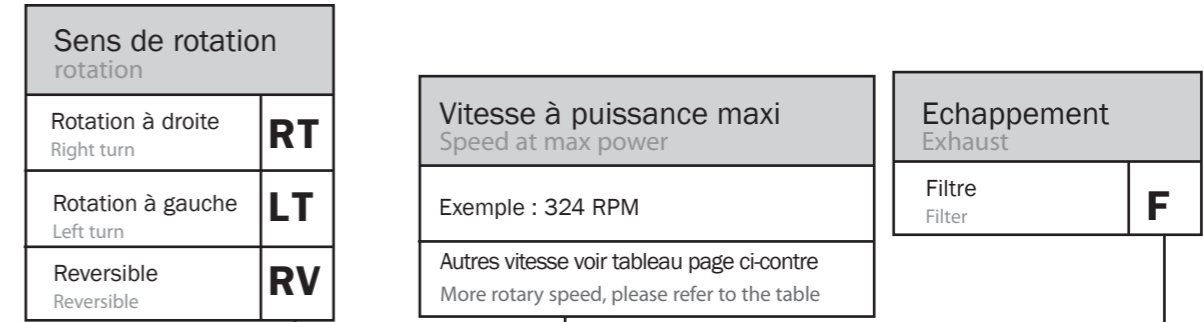 Sens de rotation
rotation
Rotation à droite
Right turn
RT
Rotation à gauche
Left turn
LT
Reversible
Reversible
RV
Vitesse à puissance maxi
Speed at max power
Exemple : 324 RPM
Autres vitesse voir tableau page ci-contre
More rotary speed, please refer to the table
Echappement
Exhaust
Filtre
Filter
F